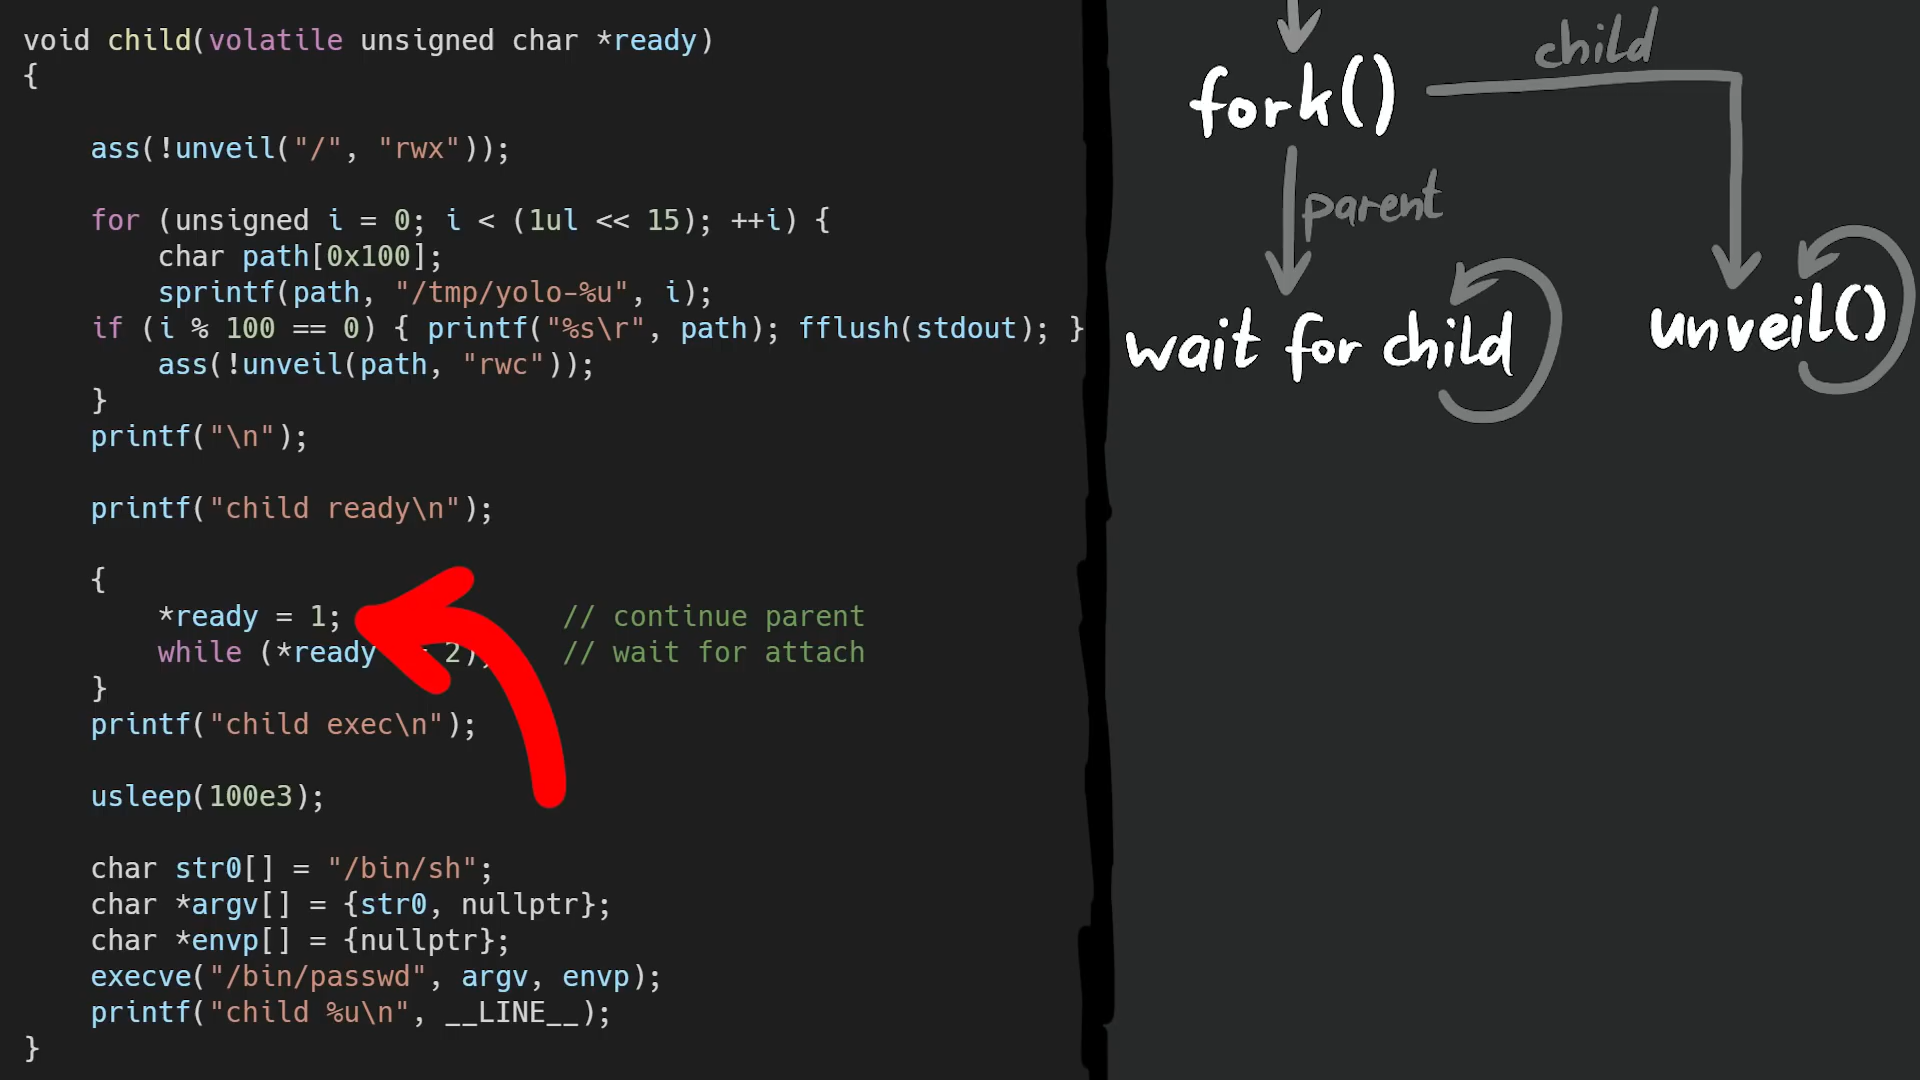 void child(volatile unsigned char *ready)
{
ass(!unveil("/", "rwx"));
for (unsigned i = 0; i < (1ul << 15); ++i) {
char path[0x100];
sprintf(path, "/tmp/yolo-%u", i);
if (i % 100 == 0) { printf("%s\r", path); fflush(stdout); }
ass(!unveil(path, "rwc"));
}
printf("\n");
printf("child ready\n");
{
*ready = 1; // continue parent
while (*ready = 2); // wait for attach
}
printf("child exec\n");
usleep(100e3);
char str0[] = "/bin/sh";
char *argv[] = {str0, nullptr};
char *envp[] = {nullptr};
execve("/bin/passwd", argv, envp);
printf("child %u\n", __LINE__);
}
child
fork()
parent
wait for child
unveil()